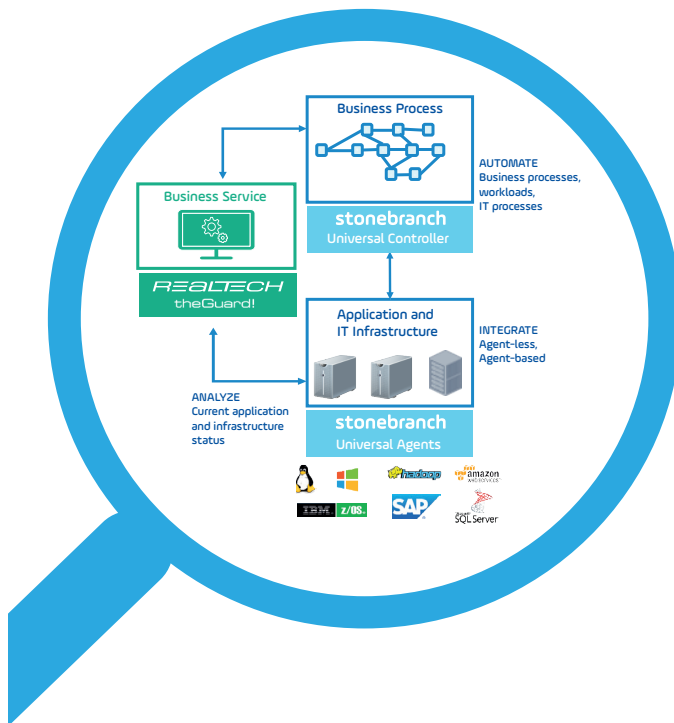 Business Process
AUTOMATE
Business processes,
workloads,
IT processes
Business Service
stonebranch
Universal Controller
REALTECH
theGuard!
Application and
IT Infrastructure
INTEGRATE
Agent-less,
Agent-based
ANALYZE
Current application
and infrastructure
status
stonebranch
Universal Agents
hadoop
amazon
webservices
IBM z/OS
SAP
Microsoft
SQL Server